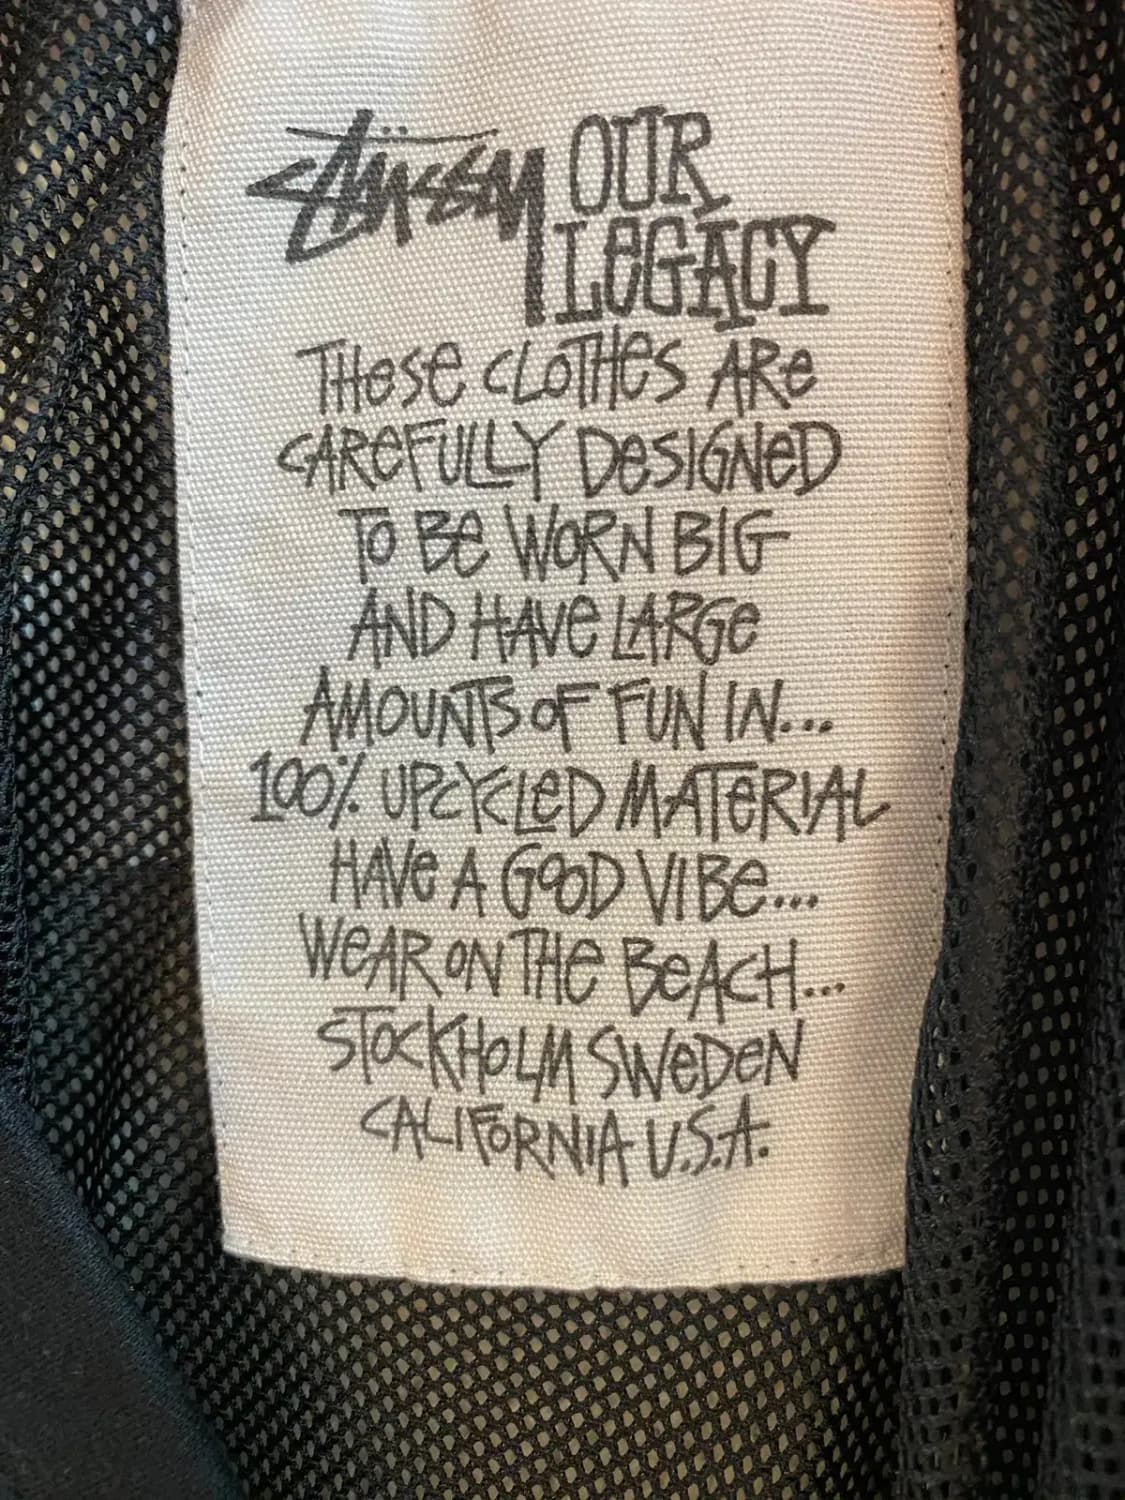 STÜSSY OUR
LEGACY
THESE CLOTHES ARE
CAREFULLY DESIGNED
TO BE WORN BIG
AND HAVE LARGE
AMOUNTS OF FUN IN...
100% UPCYCLED MATERIAL
HAVE A GOOD VIBE...
WEAR ON THE BEACH...
STOCKHOLM SWEDEN
CALIFORNIA U.S.A.